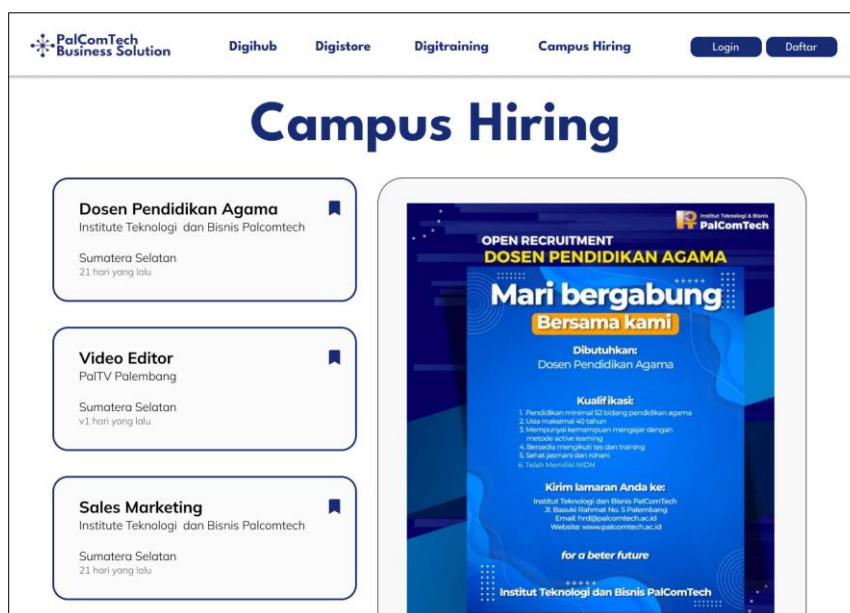 PalComTech
Business Solution
Digihub
Digistore
Digitraining
Campus Hiring
Login
Daftar
Campus Hiring
Dosen Pendidikan Agama
Institute Teknologi dan Bisnis Palcomtech
Sumatera Selatan
21 hari yang lalu
Video Editor
PalTV Palembang
Sumatera Selatan
v1 hari yang lalu
Sales Marketing
Institute Teknologi dan Bisnis Palcomtech
Sumatera Selatan
21 hari yang lalu
Institut Teknologi & Bisnis
PalComTech
OPEN RECRUITMENT
DOSEN PENDIDIKAN AGAMA
Mari bergabung
Bersama kami
Dibutuhkan:
Dosen Pendidikan Agama
Kualifikasi:
1. Pendidikan minimal S2 bidang pendidikan agama
2. Usia maksimal 40 tahun
3. Mempunyai kemampuan mengajar dengan
metode active learning
4. Bersedia mengikuti tes dan training
5. Sehat jasmani dan rohani
6. Telah Memiliki NIDN
Kirim lamaran Anda ke:
Institut Teknologi dan Bisnis PalComTech
Jl. Basuki Rahmat No. 5 Palembang
Email: hrd@palcomtech.ac.id
Website: www.palcomtech.ac.id
for a beter future
Institut Teknologi dan Bisnis PalComTech